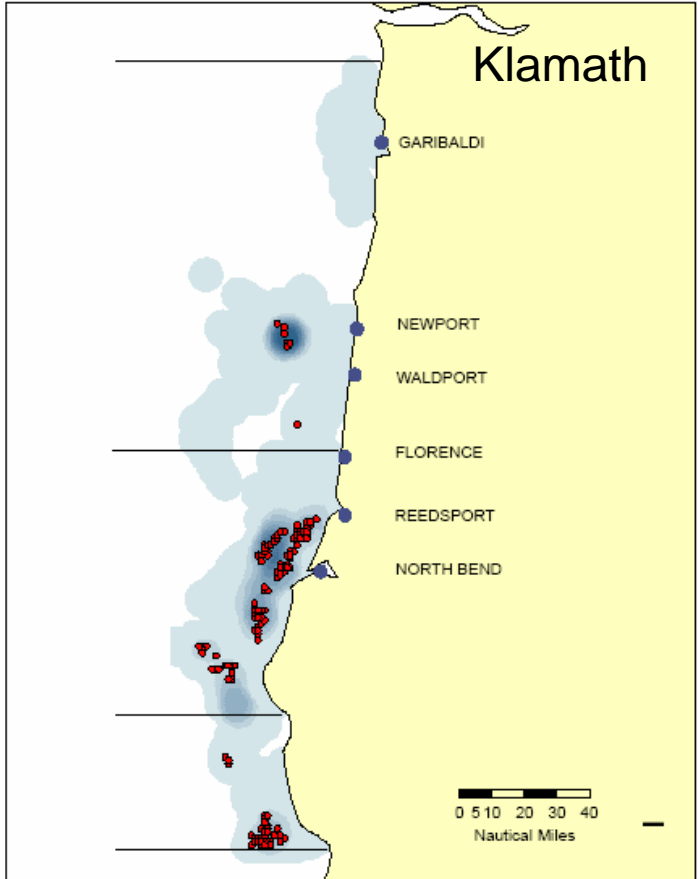 Klamath
GARIBALDI
NEWPORT
WALDPORT
FLORENCE
REEDSPORT
NORTH BEND
0 5 10 20 30 40
Nautical Miles